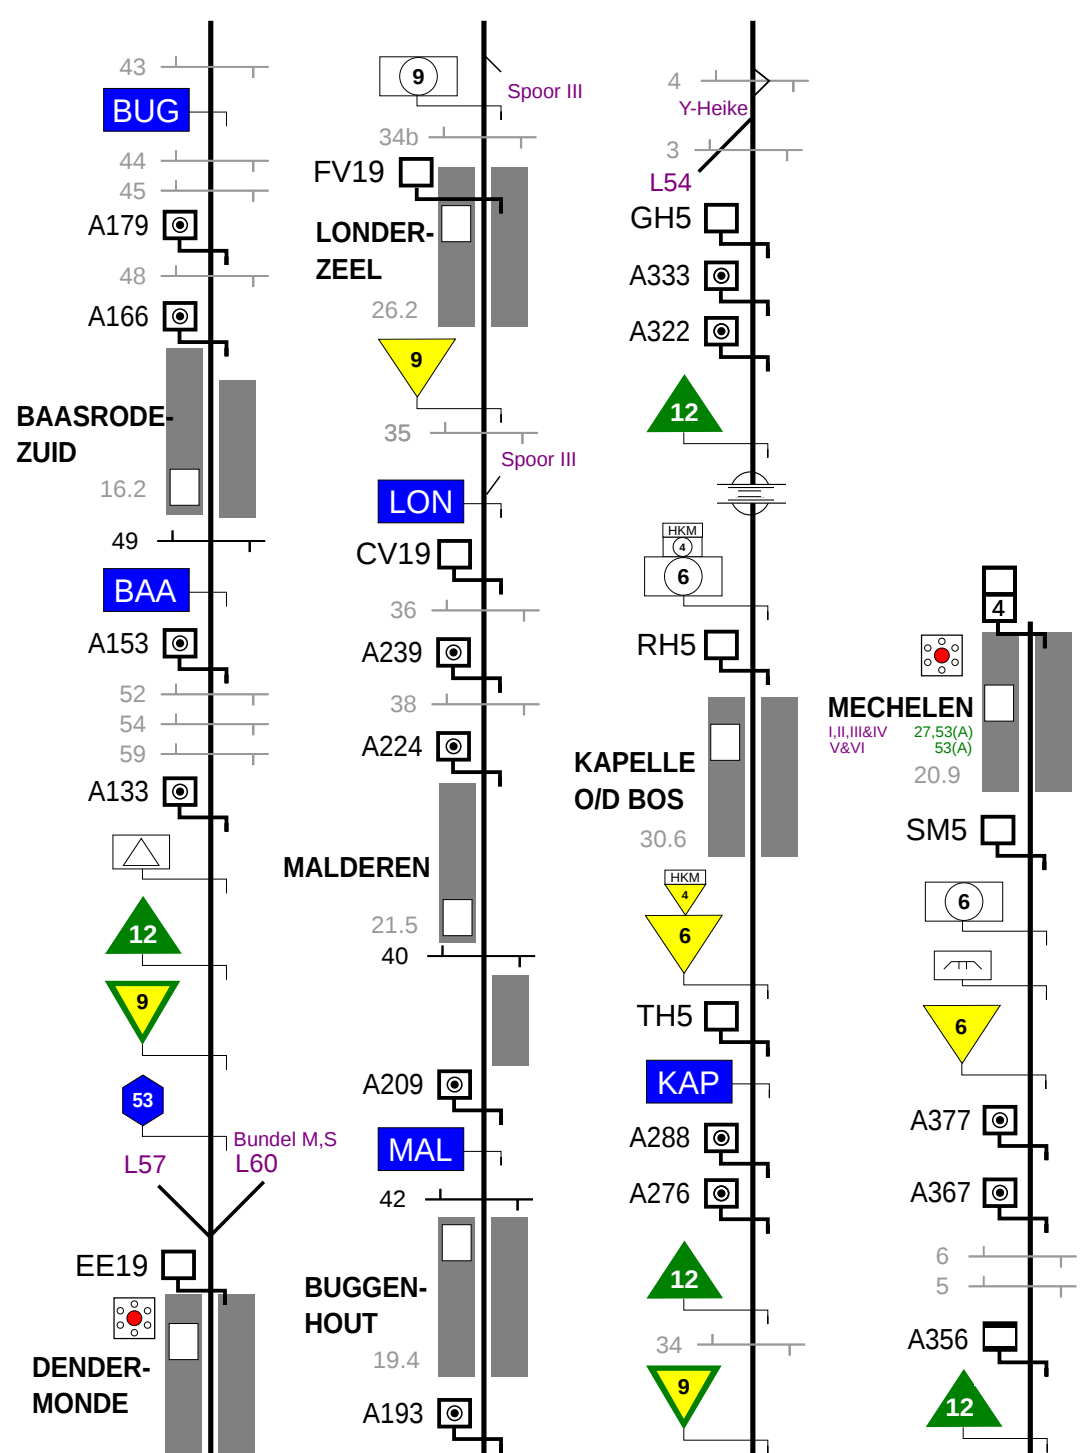 43
BUG
44
45
A179
48
A166
BAASRODE-
ZUID
16.2
49
BAA
A153
52
54
59
A133
12
9
53
Bundel M,S
L57
L60
EE19
DENDER-
MONDE
9
Spoor III
34b
FV19
LONDER-
ZEEL
26.2
9
35
Spoor III
LON
CV19
36
A239
38
A224
MALDEREN
21.5
40
A209
MAL
42
BUGGEN-
HOUT
19.4
A193
4
Y-Heike
3
L54
GH5
A333
A322
12
HKM
4
6
RH5
KAPELLE
O/D BOS
30.6
HKM
4
6
TH5
KAP
A288
A276
12
34
9
4
MECHELEN
I,II,III&IV 27,53(A)
V&VI 53(A)
20.9
SM5
6
6
A377
A367
6
5
A356
12